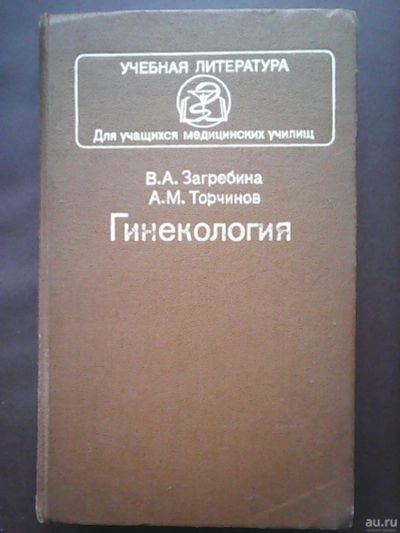 УЧЕБНАЯ ЛИТЕРАТУРА
Для учащихся медицинских училищ
В.А. Загребина
А.М. Торчинов
Гинекология
au.ru